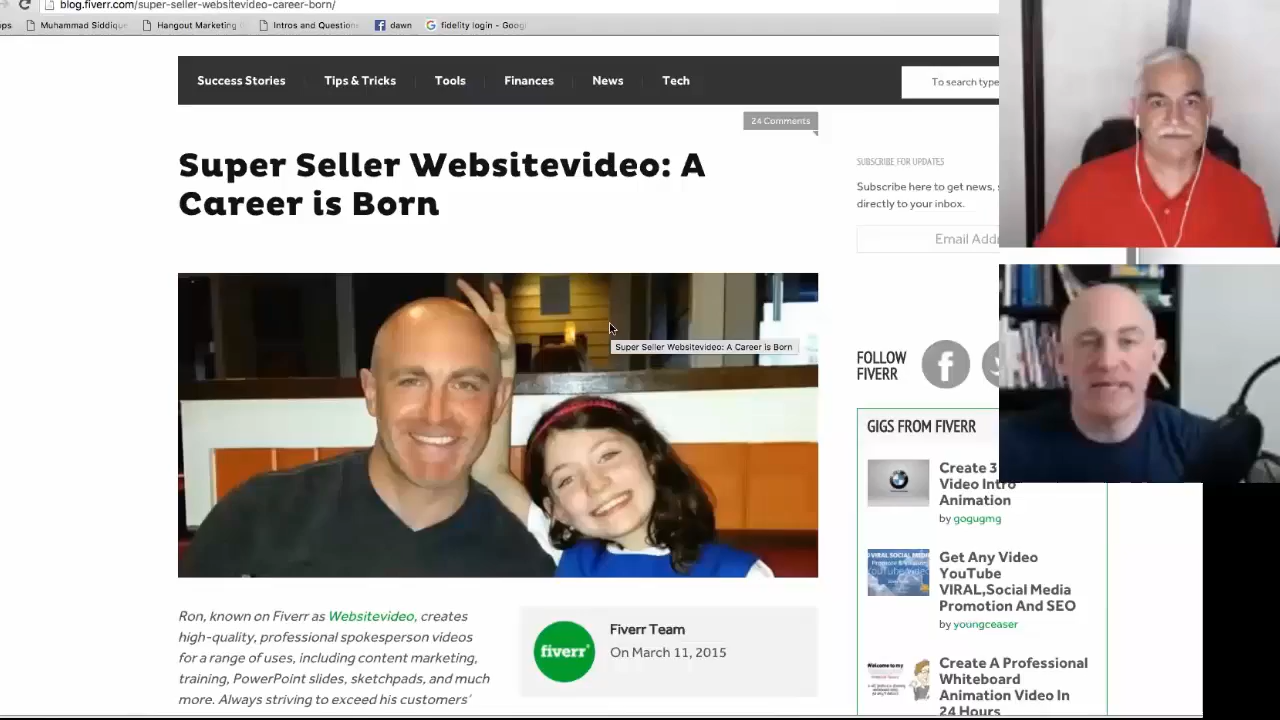 blog.fiverr.com/super-seller-websitevideo-career-born/
Muhammad Siddique
Hangout Marketing
Intros and Question
dawn
fidelity login - Goog
Success Stories
Tips & Tricks
Tools
Finances
News
Tech
To search type
24 Comments
Super Seller Websitevideo: A
Career is Born
SUBSCRIBE FOR UPDATES
Subscribe here to get news,
directly to your inbox.
Email Addr
Super Seller Websitevideo: A Career is Born
FOLLOW
FIVERR
GIGS FROM FIVERR
Create 3
Video Intro
Animation
by gogugmg
Get Any Video
YouTube
VIRAL,Social Media
Promotion And SEO
by youngceaser
Create A Professional
Whiteboard
Animation Video In
24 Hours
Ron, known on Fiverr as Websitevideo, creates
high-quality, professional spokesperson videos
for a range of uses, including content marketing,
training, PowerPoint slides, sketchpads, and much
more. Always striving to exceed his customers'
fiverr
Fiverr Team
On March 11, 2015